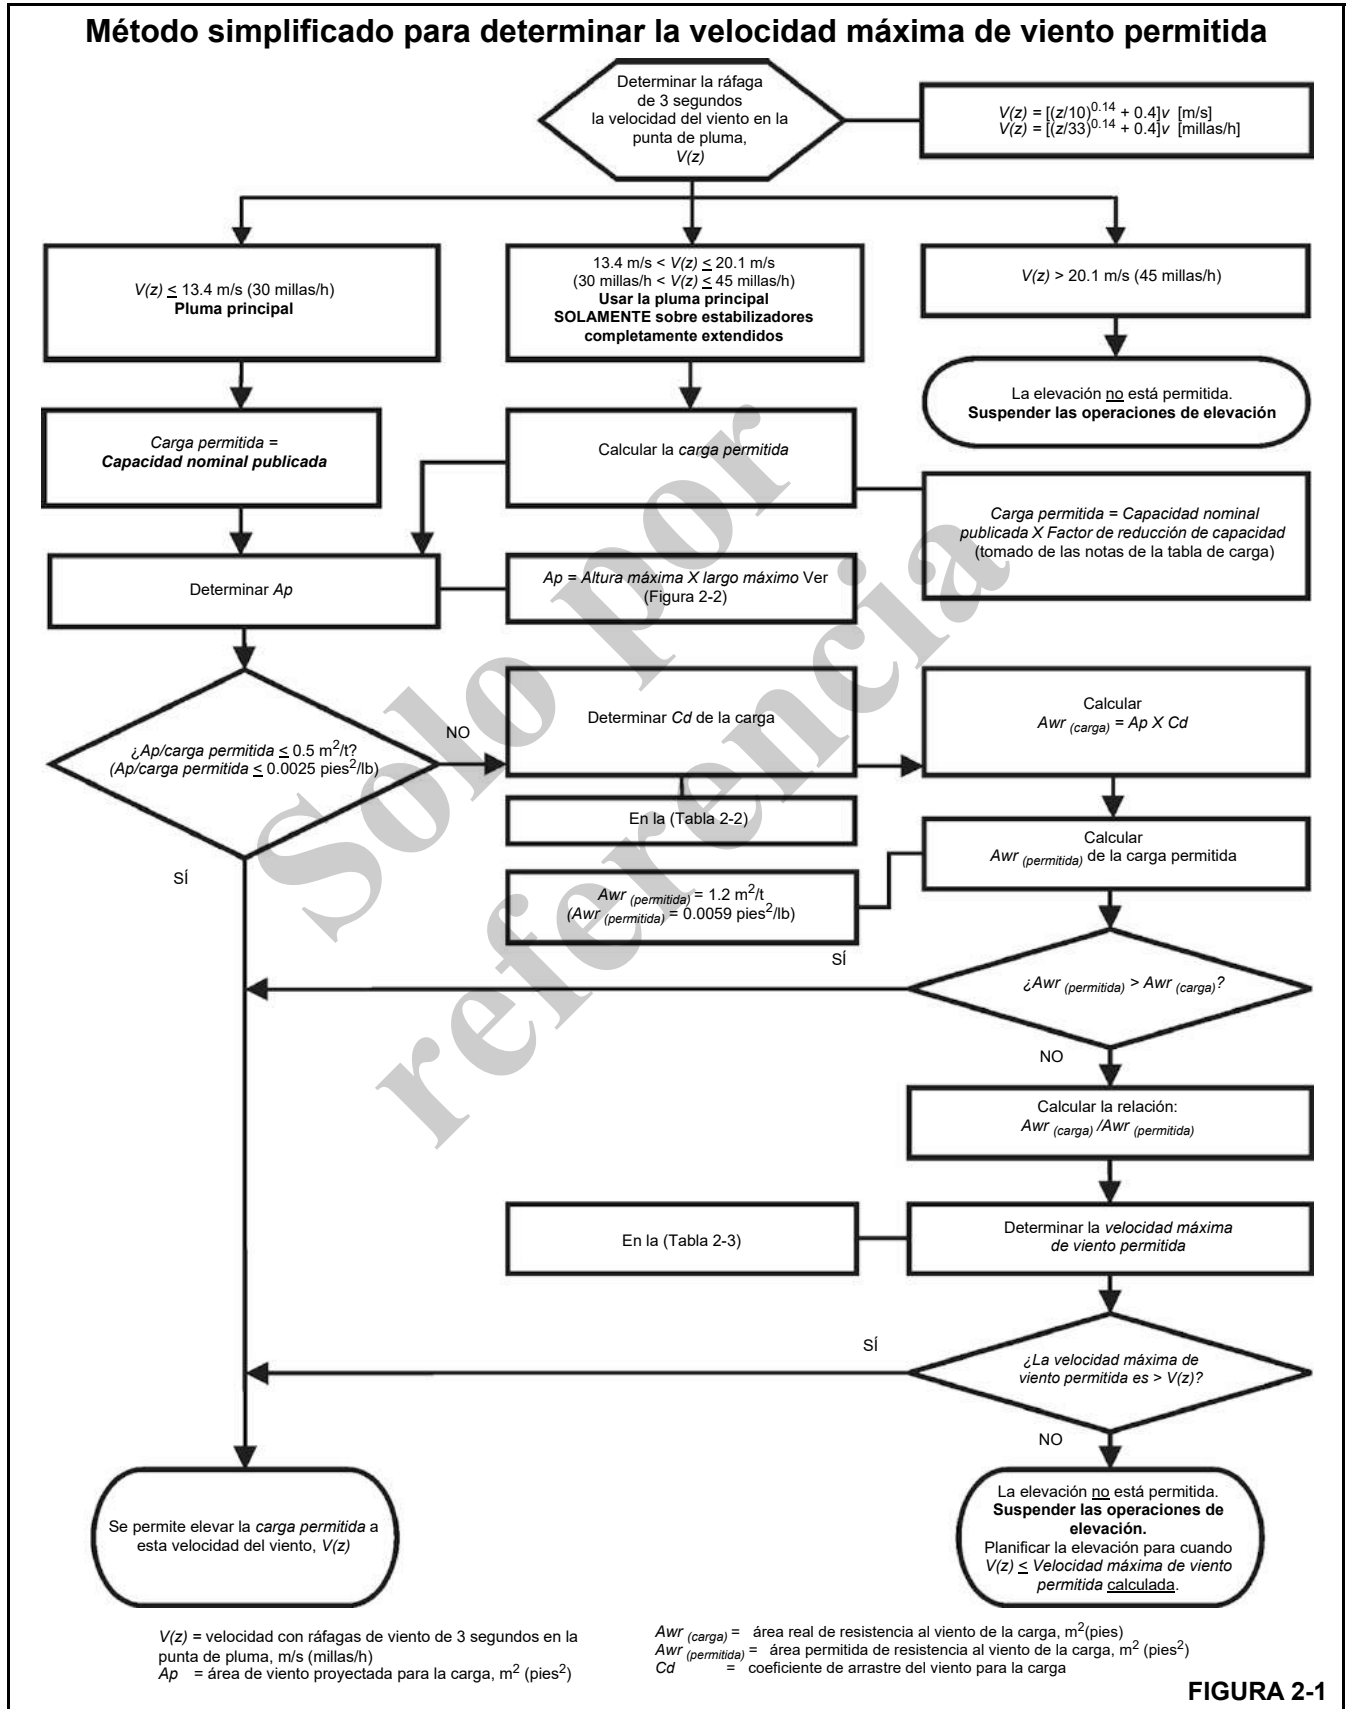 Método simplificado para determinar la velocidad máxima de viento permitida
Determinar la ráfaga
de 3 segundos
la velocidad del viento en la
punta de pluma,
V(z)
V(z) = [(z/10)^0.14 + 0.4]v [m/s]
V(z) = [(z/33)^0.14 + 0.4]v [millas/h]
V(z) ≤ 13.4 m/s (30 millas/h)
Pluma principal
13.4 m/s < V(z) ≤ 20.1 m/s
(30 millas/h < V(z) ≤ 45 millas/h)
Usar la pluma principal
SOLAMENTE sobre estabilizadores
completamente extendidos
V(z) > 20.1 m/s (45 millas/h)
La elevación no está permitida.
Suspender las operaciones de elevación
Carga permitida =
Capacidad nominal publicada
Calcular la carga permitida
Carga permitida = Capacidad nominal
publicada X Factor de reducción de capacidad
(tomado de las notas de la tabla de carga)
Determinar Ap
Ap = Altura máxima X largo máximo Ver
(Figura 2-2)
¿Ap/carga permitida ≤ 0.5 m²/t?
(Ap/carga permitida ≤ 0.0025 pies²/lb)
NO
SÍ
Determinar Cd de la carga
En la (Tabla 2-2)
Calcular
Awr (carga) = Ap X Cd
Calcular
Awr (permitida) de la carga permitida
Awr (permitida) = 1.2 m²/t
(Awr (permitida) = 0.0059 pies²/lb)
SÍ
¿Awr (permitida) > Awr (carga)?
NO
Calcular la relación:
Awr (carga) /Awr (permitida)
En la (Tabla 2-3)
Determinar la velocidad máxima
de viento permitida
SÍ
¿La velocidad máxima de
viento permitida es > V(z)?
NO
Se permite elevar la carga permitida a
esta velocidad del viento, V(z)
La elevación no está permitida.
Suspender las operaciones de
elevación.
Planificar la elevación para cuando
V(z) ≤ Velocidad máxima de viento
permitida calculada.
V(z) = velocidad con ráfagas de viento de 3 segundos en la
punta de pluma, m/s (millas/h)
Ap = área de viento proyectada para la carga, m² (pies²)
Awr (carga) = área real de resistencia al viento de la carga, m²(pies)
Awr (permitida) = área permitida de resistencia al viento de la carga, m² (pies²)
Cd = coeficiente de arrastre del viento para la carga
FIGURA 2-1
Solo por
referencia